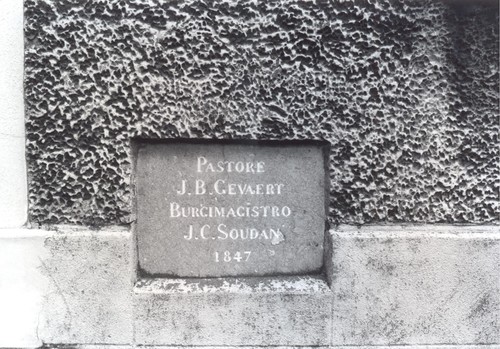 PASTORE
J.B. GEVAERT
BURGIMAGISTRO
J.C. SOUDAN
1847